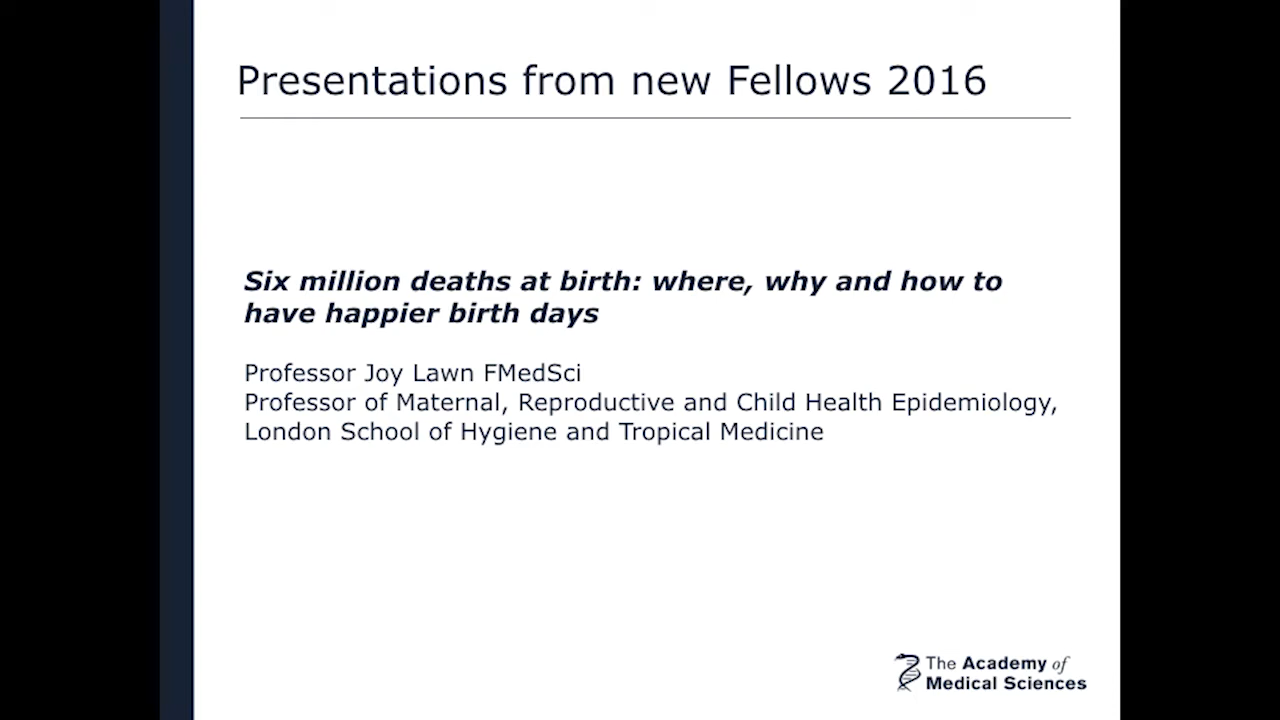 Presentations from new Fellows 2016
Six million deaths at birth: where, why and how to
have happier birth days
Professor Joy Lawn FMedSci
Professor of Maternal, Reproductive and Child Health Epidemiology,
London School of Hygiene and Tropical Medicine
The Academy of
Medical Sciences